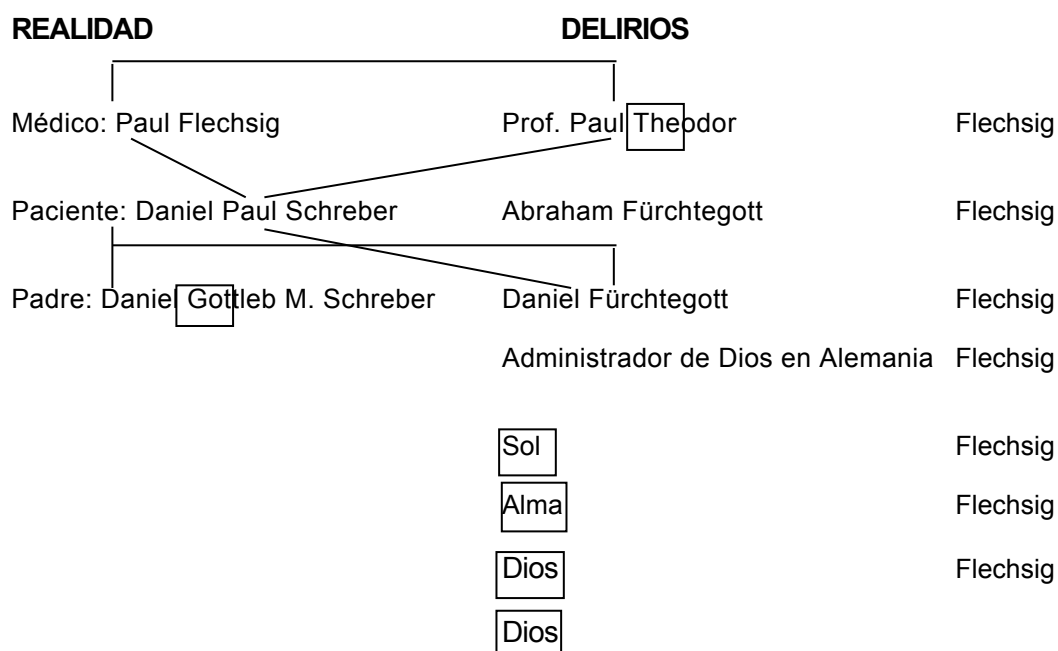 REALIDAD DELIRIOS
Médico: Paul Flechsig Prof. Paul Theodor Flechsig
Paciente: Daniel Paul Schreber Abraham Fürchtegott Flechsig
Padre: Daniel Gottleb M. Schreber Daniel Fürchtegott Flechsig
Administrador de Dios en Alemania Flechsig
Sol Flechsig
Alma Flechsig
Dios Flechsig
Dios